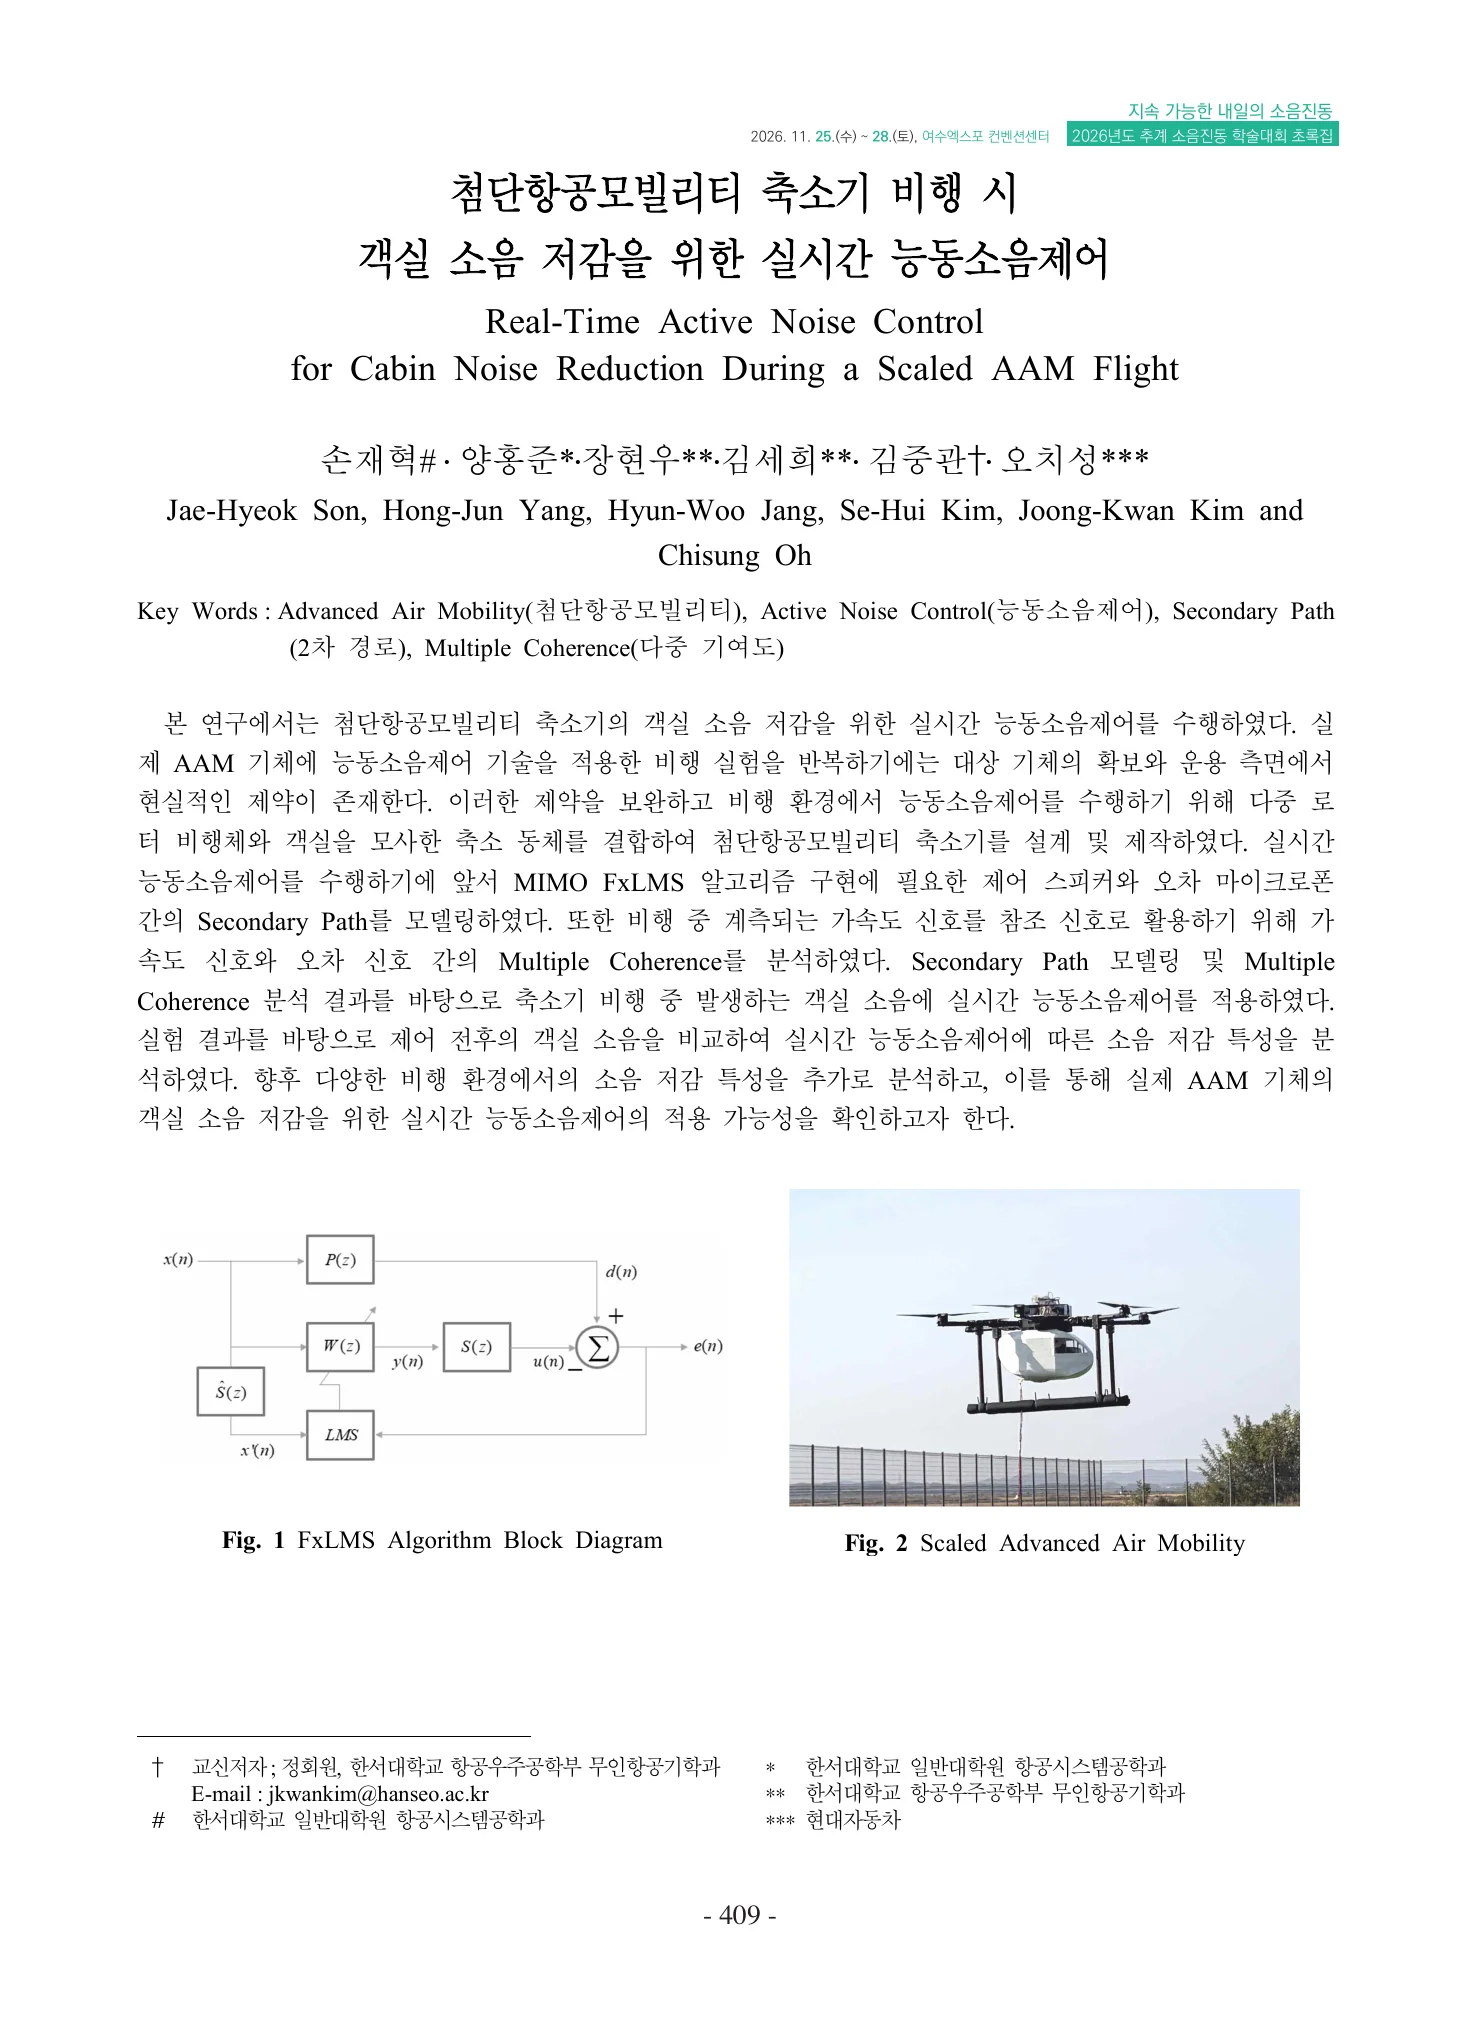 지속 가능한 내일의 소음진동
2026. 11. 25.(수) ~ 28.(토), 여수엑스포 컨벤션센터 2026년도 추계 소음진동 학술대회 초록집
첨단항공모빌리티 축소기 비행 시
객실 소음 저감을 위한 실시간 능동소음제어
Real-Time Active Noise Control
for Cabin Noise Reduction During a Scaled AAM Flight
손재혁# · 양홍준*·장현우**·김세희**· 김중관†· 오치성***
Jae-Hyeok Son, Hong-Jun Yang, Hyun-Woo Jang, Se-Hui Kim, Joong-Kwan Kim and
Chisung Oh
Key Words : Advanced Air Mobility(첨단항공모빌리티), Active Noise Control(능동소음제어), Secondary Path
(2차 경로), Multiple Coherence(다중 기여도)
본 연구에서는 첨단항공모빌리티 축소기의 객실 소음 저감을 위한 실시간 능동소음제어를 수행하였다. 실
제 AAM 기체에 능동소음제어 기술을 적용한 비행 실험을 반복하기에는 대상 기체의 확보와 운용 측면에서
현실적인 제약이 존재한다. 이러한 제약을 보완하고 비행 환경에서 능동소음제어를 수행하기 위해 다중 로
터 비행체와 객실을 모사한 축소 동체를 결합하여 첨단항공모빌리티 축소기를 설계 및 제작하였다. 실시간
능동소음제어를 수행하기에 앞서 MIMO FxLMS 알고리즘 구현에 필요한 제어 스피커와 오차 마이크로폰
간의 Secondary Path를 모델링하였다. 또한 비행 중 계측되는 가속도 신호를 참조 신호로 활용하기 위해 가
속도 신호와 오차 신호 간의 Multiple Coherence를 분석하였다. Secondary Path 모델링 및 Multiple
Coherence 분석 결과를 바탕으로 축소기 비행 중 발생하는 객실 소음에 실시간 능동소음제어를 적용하였다.
실험 결과를 바탕으로 제어 전후의 객실 소음을 비교하여 실시간 능동소음제어에 따른 소음 저감 특성을 분
석하였다. 향후 다양한 비행 환경에서의 소음 저감 특성을 추가로 분석하고, 이를 통해 실제 AAM 기체의
객실 소음 저감을 위한 실시간 능동소음제어의 적용 가능성을 확인하고자 한다.
x(n)
P(z)
d(n)
+
W(z)
y(n)
S(z)
u(n)
−
Σ
e(n)
Ŝ(z)
x'(n)
LMS
Fig. 1 FxLMS Algorithm Block Diagram
Fig. 2 Scaled Advanced Air Mobility
† 교신저자 ; 정회원, 한서대학교 항공우주공학부 무인항공기학과
E-mail : jkwankim@hanseo.ac.kr
# 한서대학교 일반대학원 항공시스템공학과
* 한서대학교 일반대학원 항공시스템공학과
** 한서대학교 항공우주공학부 무인항공기학과
*** 현대자동차
- 409 -